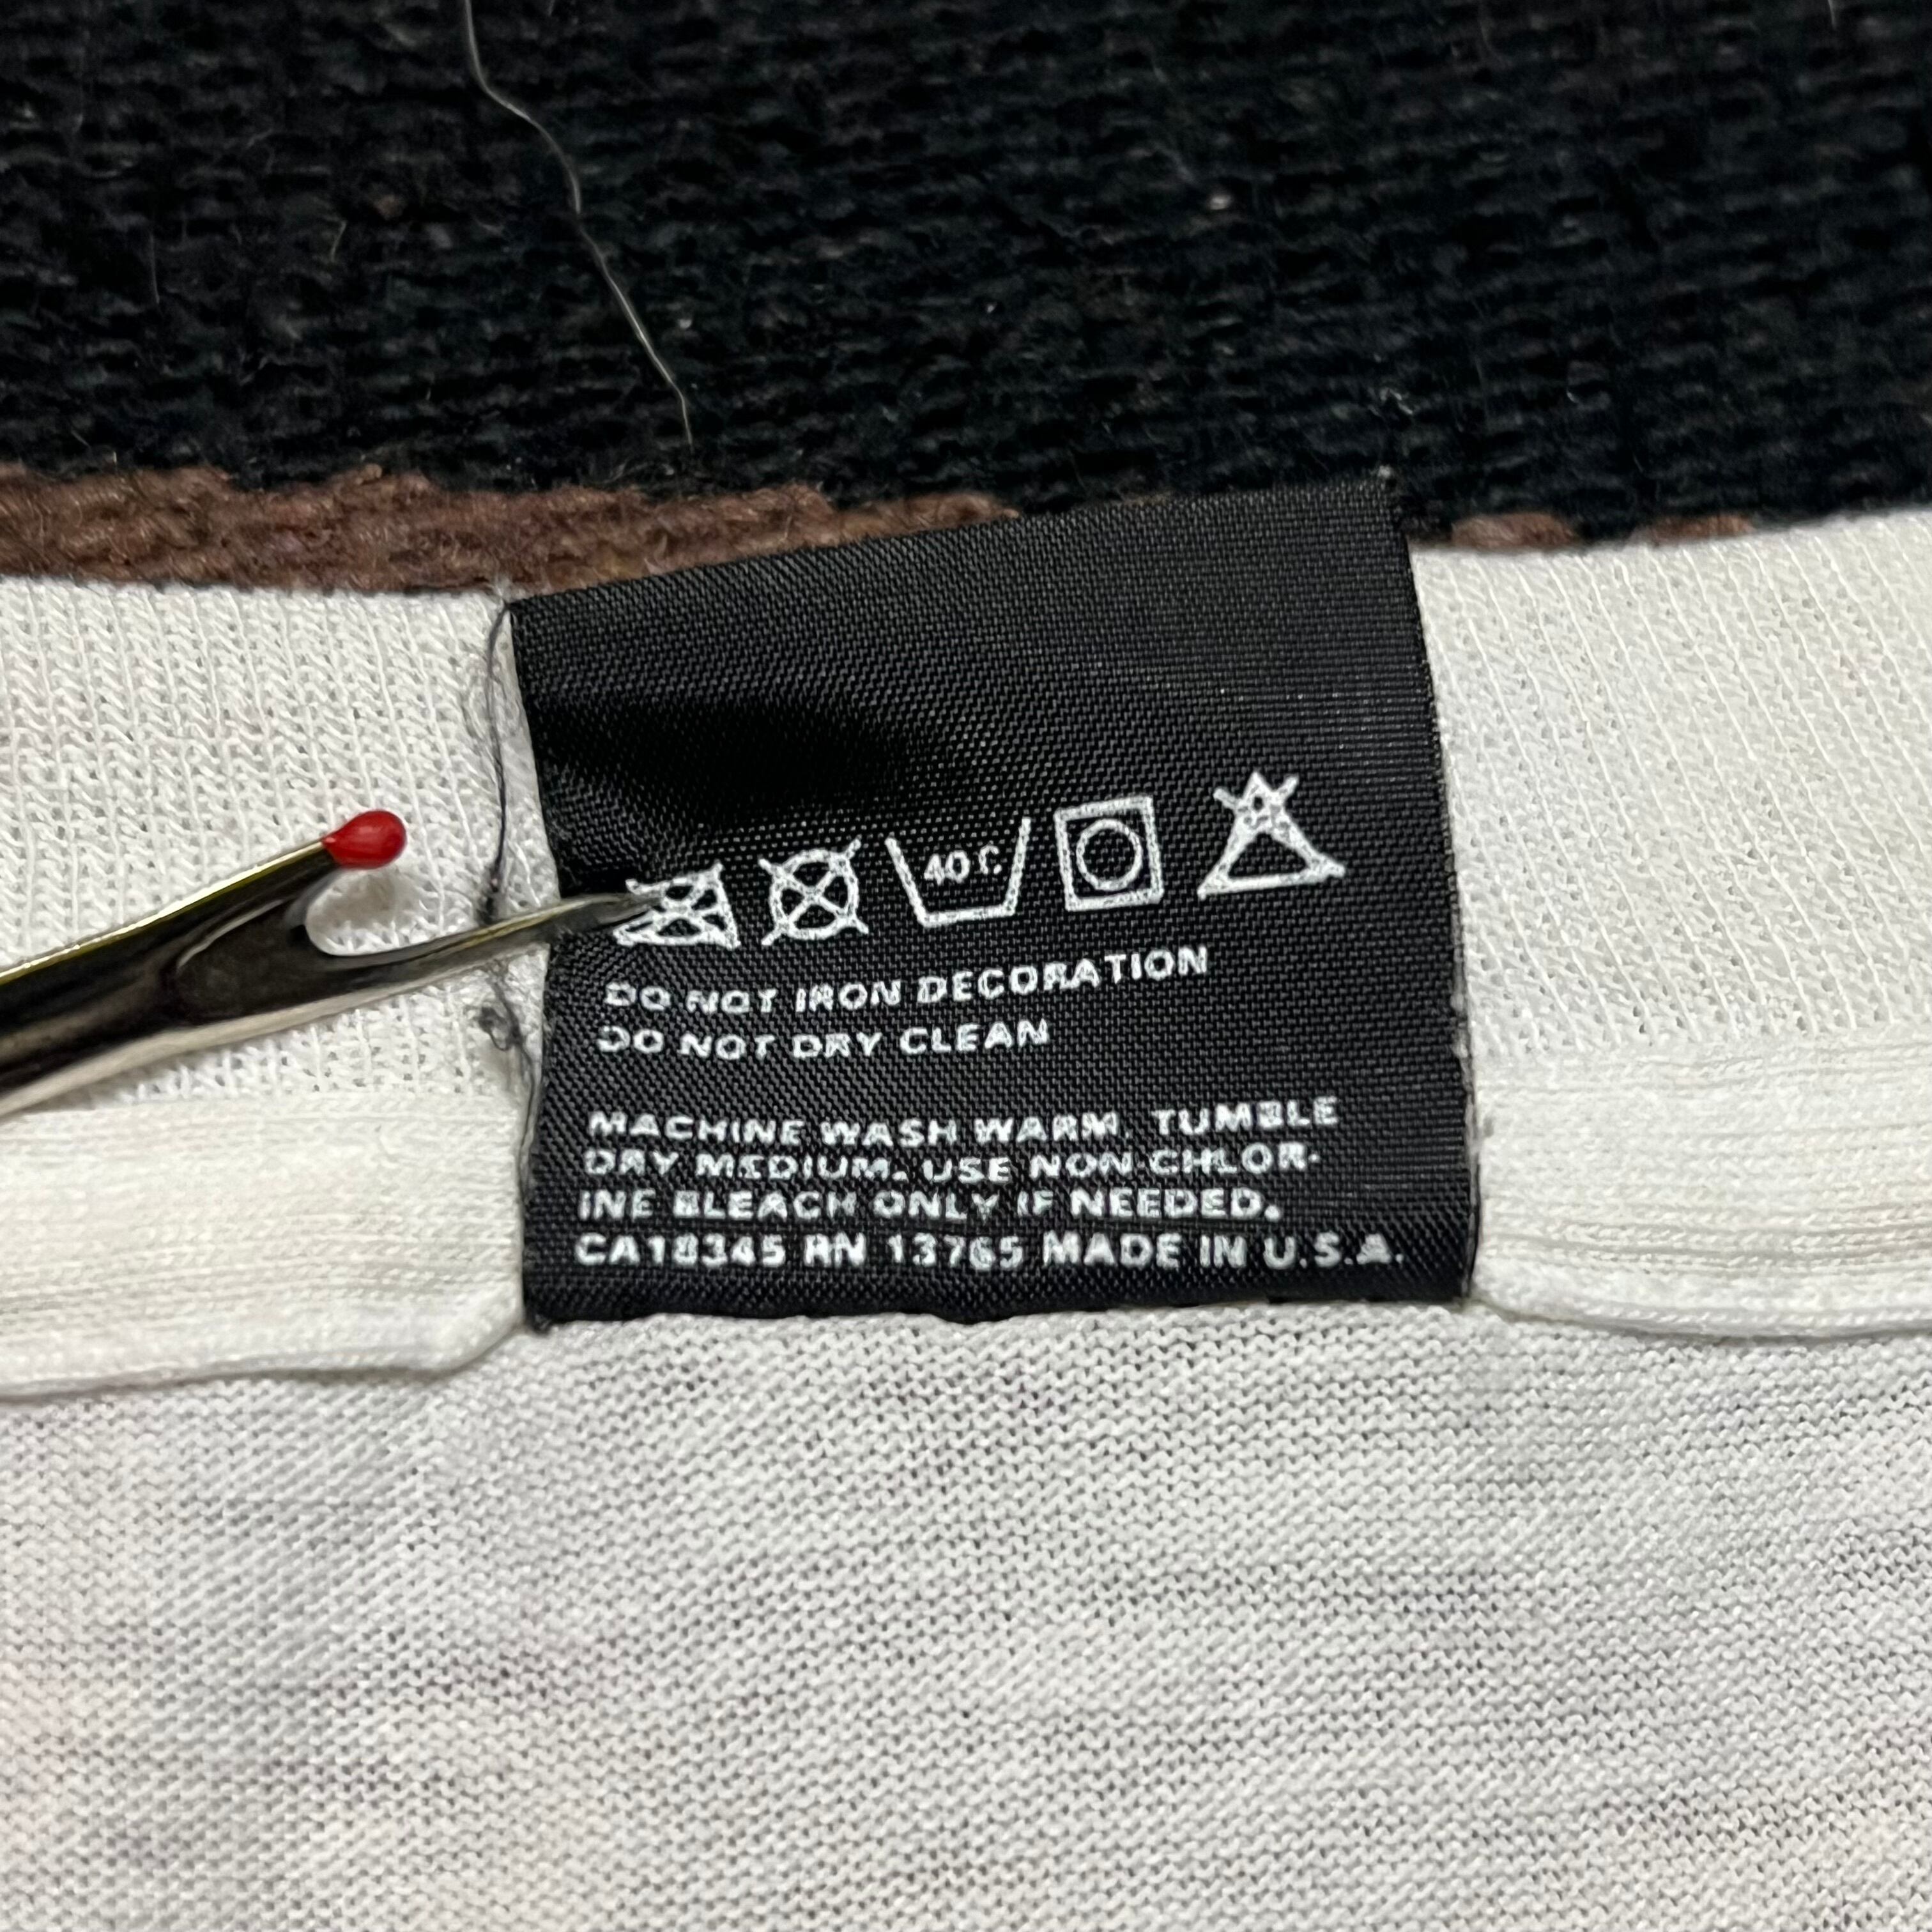 40 C.
DO NOT IRON DECORATION
DO NOT DRY CLEAN
MACHINE WASH WARM. TUMBLE
DRY MEDIUM. USE NON-CHLOR-
INE BLEACH ONLY IF NEEDED.
CA18345 RN 13765 MADE IN U.S.A.